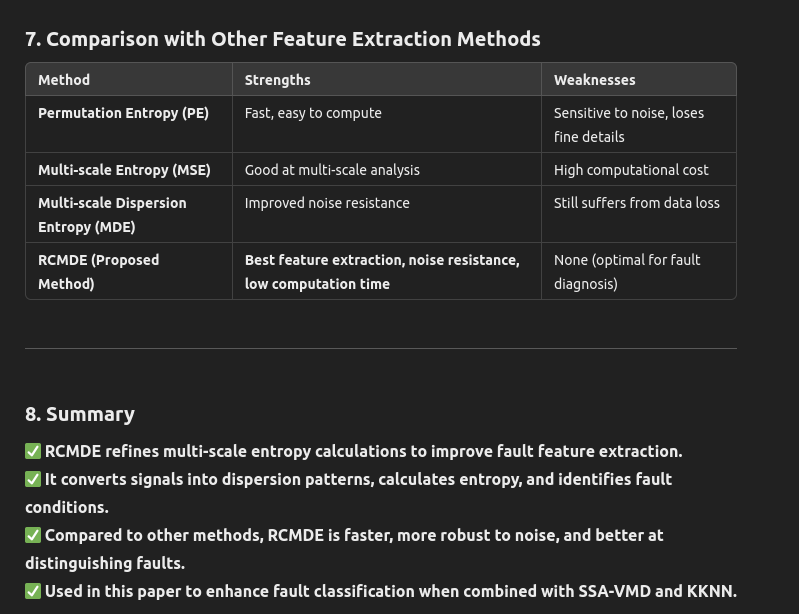 7. Comparison with Other Feature Extraction Methods
Method Strengths Weaknesses
Permutation Entropy (PE) Fast, easy to compute Sensitive to noise, loses
fine details
Multi-scale Entropy (MSE) Good at multi-scale analysis High computational cost
Multi-scale Dispersion Improved noise resistance Still suffers from data loss
Entropy (MDE)
RCMDE (Proposed Best feature extraction, noise resistance, None (optimal for fault
Method) low computation time diagnosis)
8. Summary
✅ RCMDE refines multi-scale entropy calculations to improve fault feature extraction.
✅ It converts signals into dispersion patterns, calculates entropy, and identifies fault
conditions.
✅ Compared to other methods, RCMDE is faster, more robust to noise, and better at
distinguishing faults.
✅ Used in this paper to enhance fault classification when combined with SSA-VMD and KKNN.